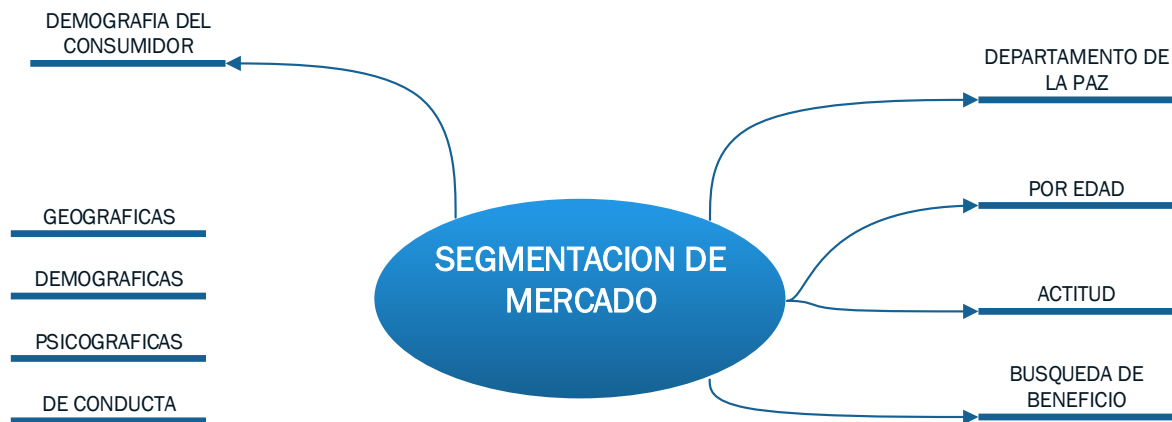 DEMOGRAFIA DEL
CONSUMIDOR
GEOGRAFICAS
DEMOGRAFICAS
PSICOGRAFICAS
DE CONDUCTA
SEGMENTACION DE
MERCADO
DEPARTAMENTO DE
LA PAZ
POR EDAD
ACTITUD
BUSQUEDA DE
BENEFICIO